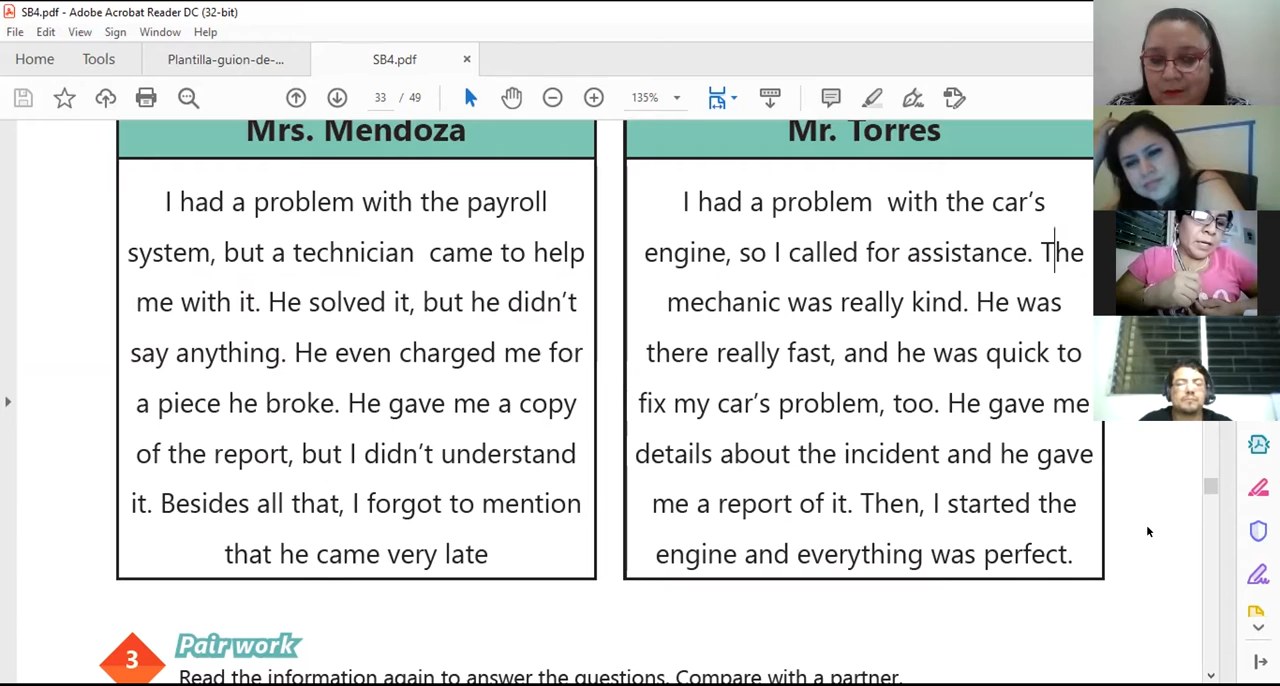 SB4.pdf - Adobe Acrobat Reader DC (32-bit)
File Edit View Sign Window Help
Home Tools Plantilla-guion-de-... SB4.pdf ×
33 / 49 135%
Mrs. Mendoza
I had a problem with the payroll
system, but a technician came to help
me with it. He solved it, but he didn't
say anything. He even charged me for
a piece he broke. He gave me a copy
of the report, but I didn't understand
it. Besides all that, I forgot to mention
that he came very late
Mr. Torres
I had a problem with the car's
engine, so I called for assistance. The
mechanic was really kind. He was
there really fast, and he was quick to
fix my car's problem, too. He gave me
details about the incident and he gave
me a report of it. Then, I started the
engine and everything was perfect.
3 Pair work
Read the information again to answer the questions. Compare with a partner.